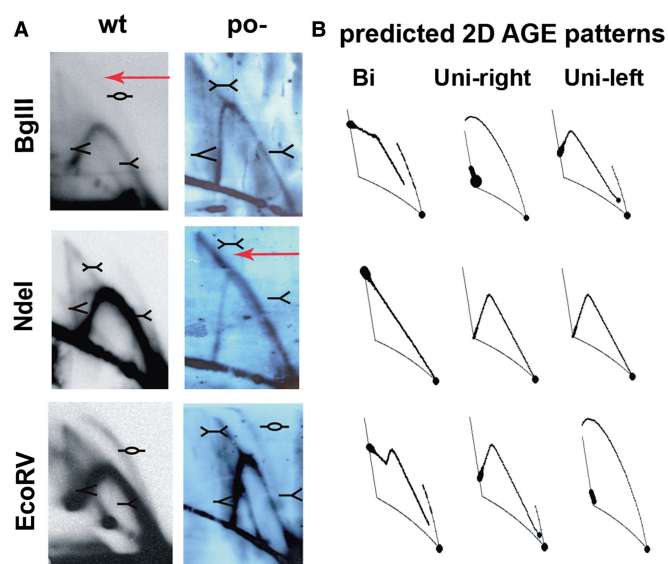 A wt po- B predicted 2D AGE patterns
Bi Uni-right Uni-left
BglII
NdeI
EcoRV